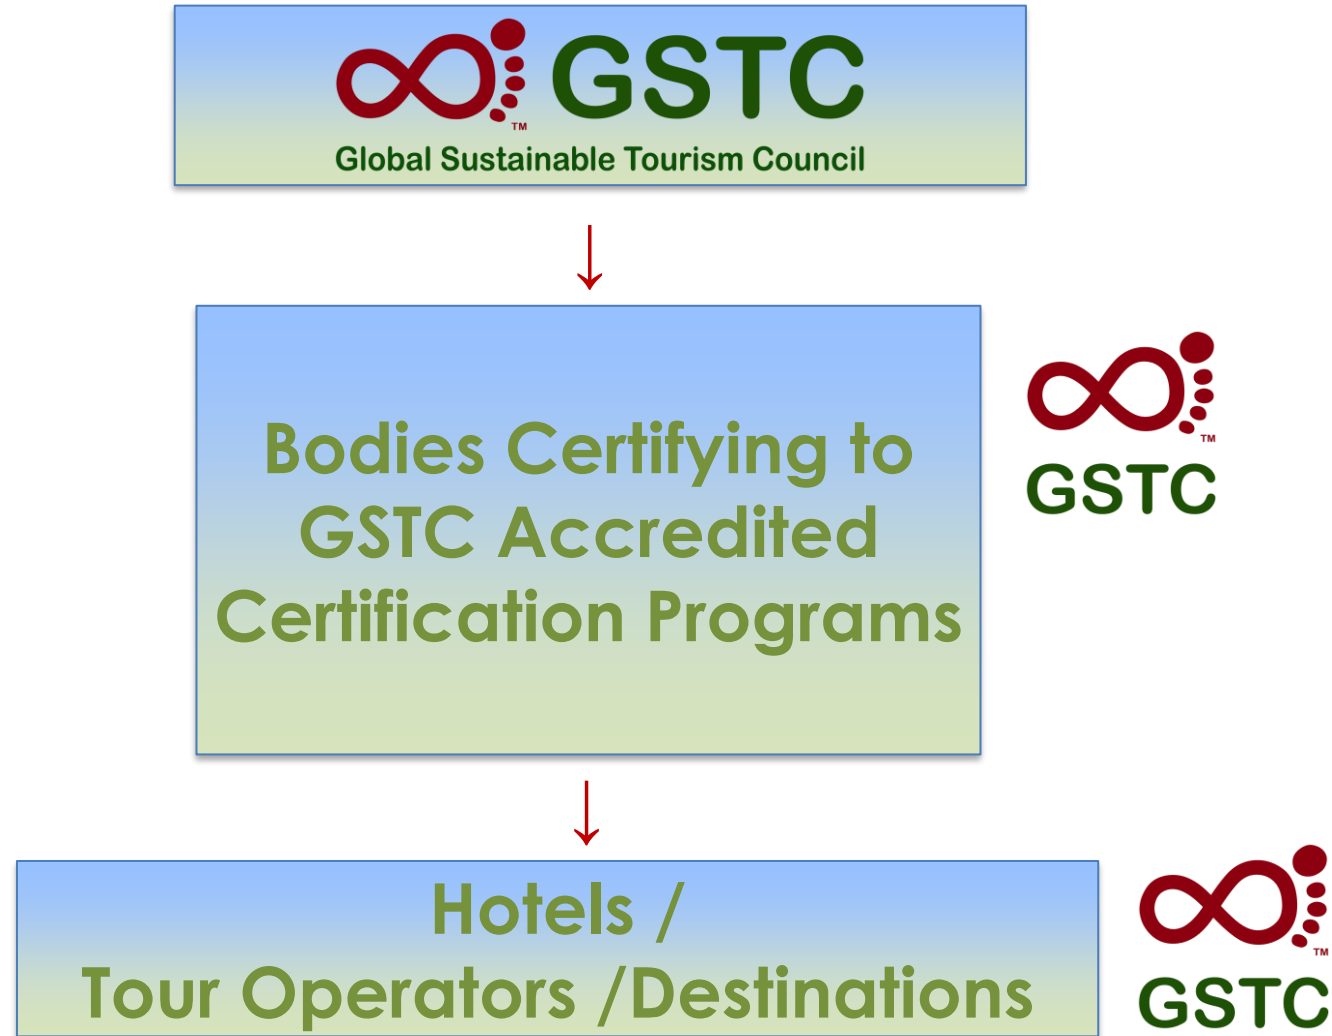 GSTC
TM
Global Sustainable Tourism Council
Bodies Certifying to
GSTC Accredited
Certification Programs
TM
GSTC
Hotels /
Tour Operators /Destinations
TM
GSTC